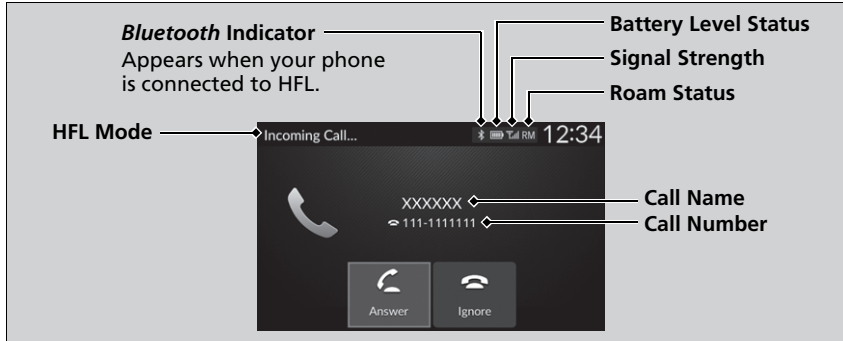 Bluetooth Indicator
Appears when your phone
is connected to HFL.
Battery Level Status
Signal Strength
Roam Status
HFL Mode
Incoming Call...
RM 12:34
XXXXXX
111-1111111
Call Name
Call Number
Answer
Ignore